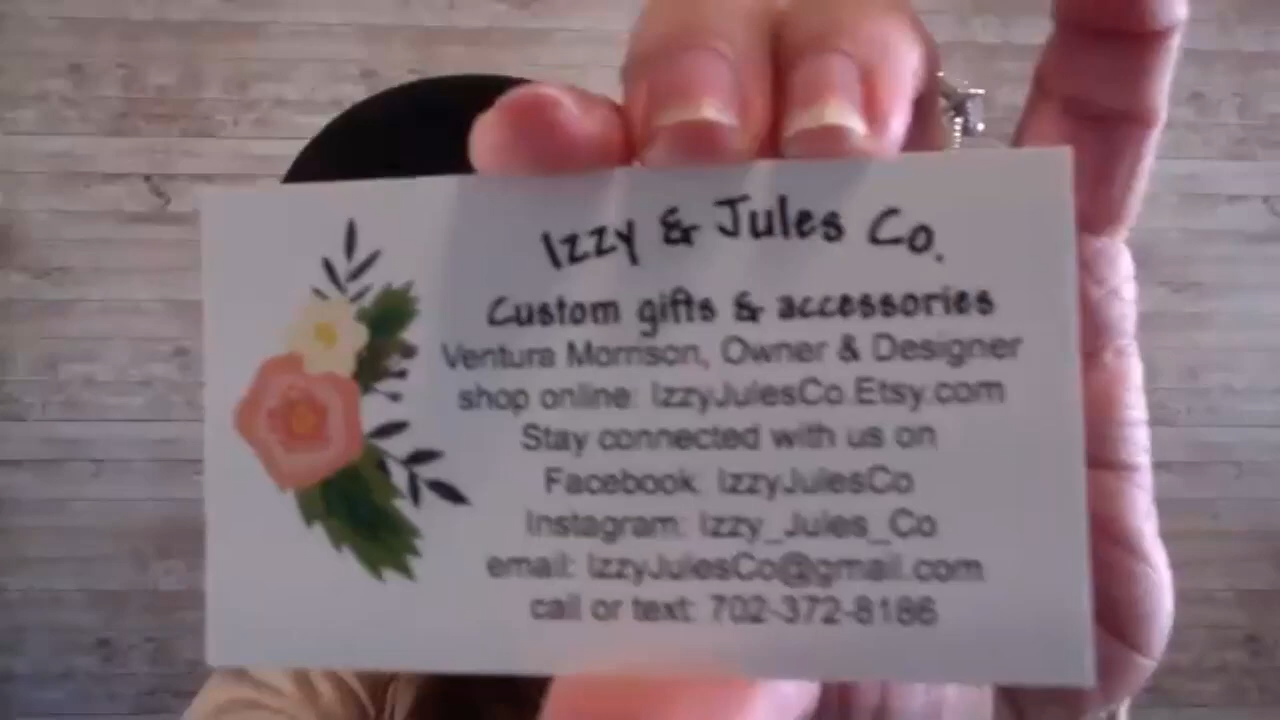 Izzy & Jules Co.
Custom gifts & accessories
Ventura Morrison, Owner & Designer
shop online: IzzyJulesCo.Etsy.com
Stay connected with us on
Facebook: IzzyJulesCo
Instagram: Izzy_Jules_Co
email: IzzyJulesCo@gmail.com
call or text: 702-372-8186